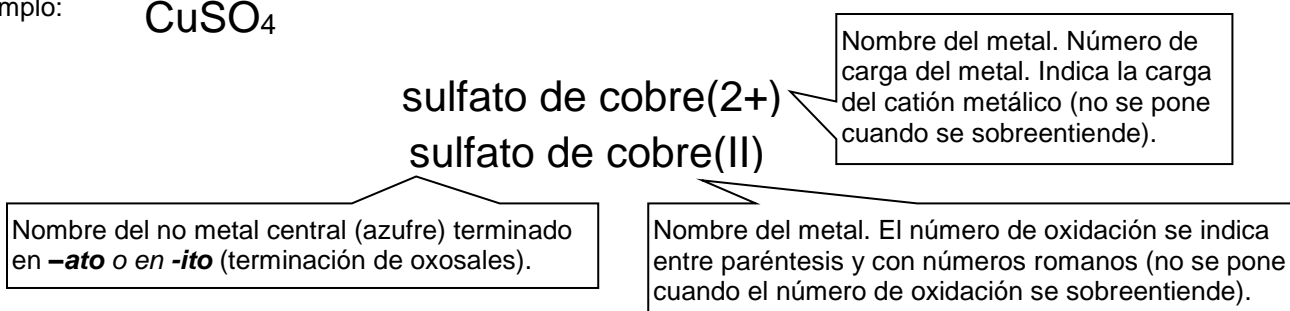 mplo:
CuSO4
Nombre del metal. Número de
carga del metal. Indica la carga
del catión metálico (no se pone
cuando se sobreentiende).
sulfato de cobre(2+)
sulfato de cobre(II)
Nombre del no metal central (azufre) terminado
en –ato o en -ito (terminación de oxosales).
Nombre del metal. El número de oxidación se indica
entre paréntesis y con números romanos (no se pone
cuando el número de oxidación se sobreentiende).